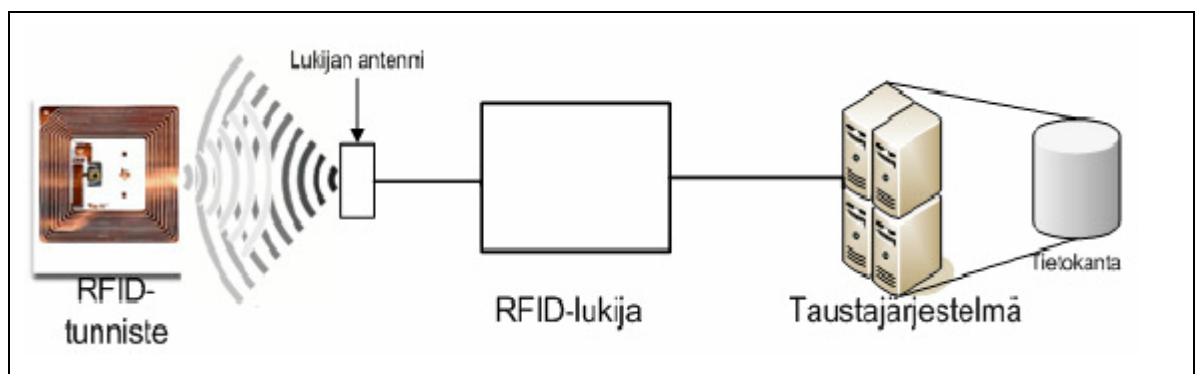 Lukijan antenni
RFID-
tunniste
RFID-lukija
Taustajärjestelmä
Tietokanta